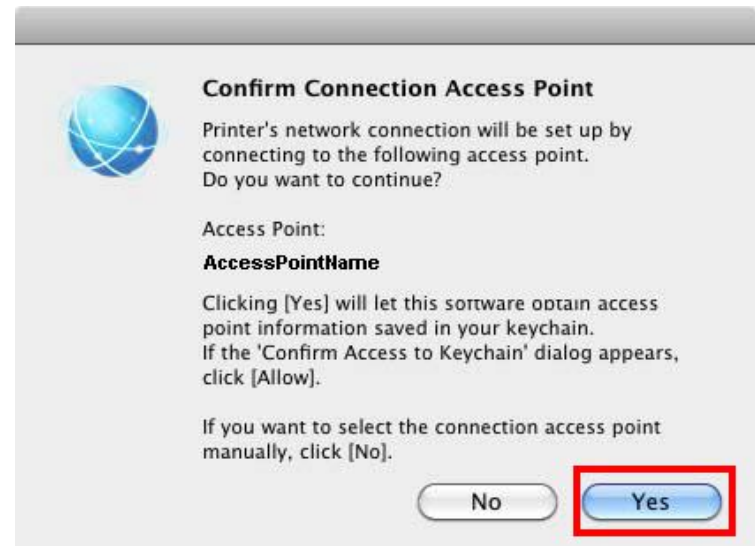 Confirm Connection Access Point
Printer's network connection will be set up by
connecting to the following access point.
Do you want to continue?
Access Point:
AccessPointName
Clicking [Yes] will let this software obtain access
point information saved in your keychain.
If the 'Confirm Access to Keychain' dialog appears,
click [Allow].
If you want to select the connection access point
manually, click [No].
No
Yes